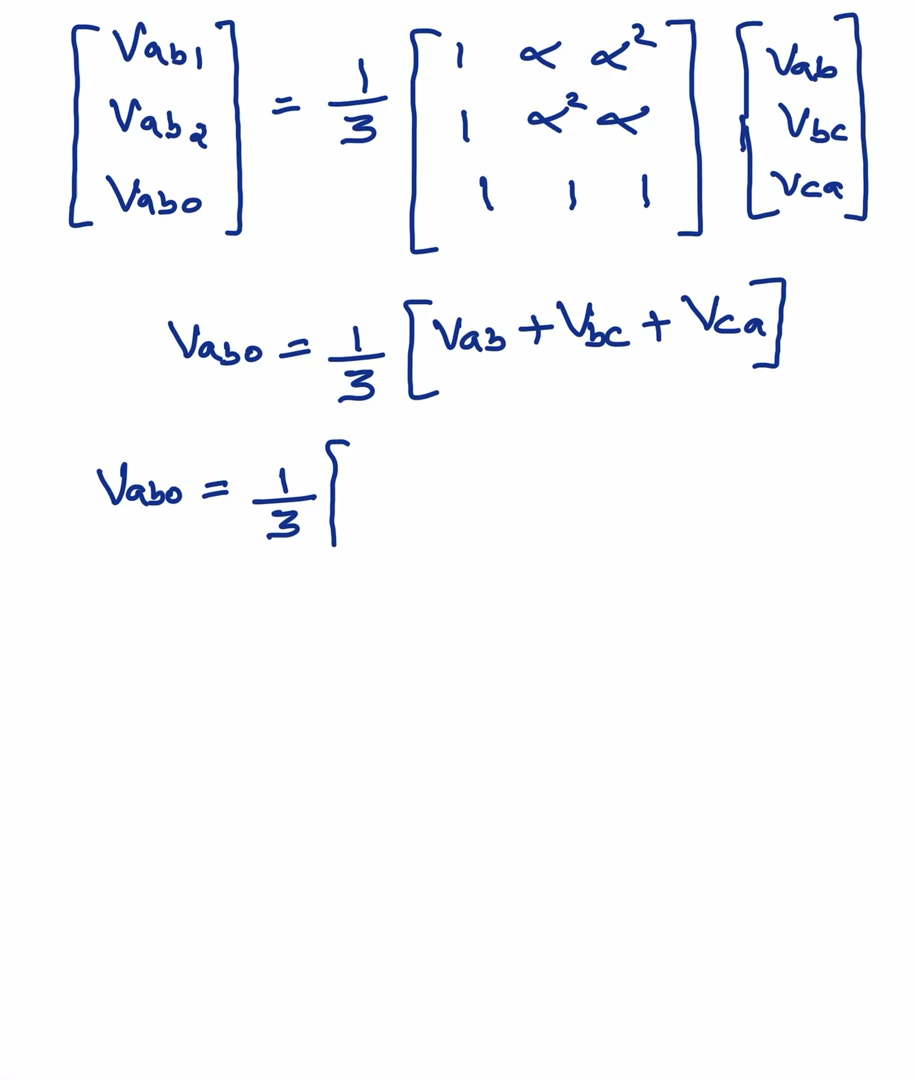 [Vab1 Vab2 Vab0] = 1/3 [1 α α² ; 1 α² α ; 1 1 1] [Vab Vbc Vca]
Vab0 = 1/3 [Vab + Vbc + Vca]
Vab0 = 1/3 [